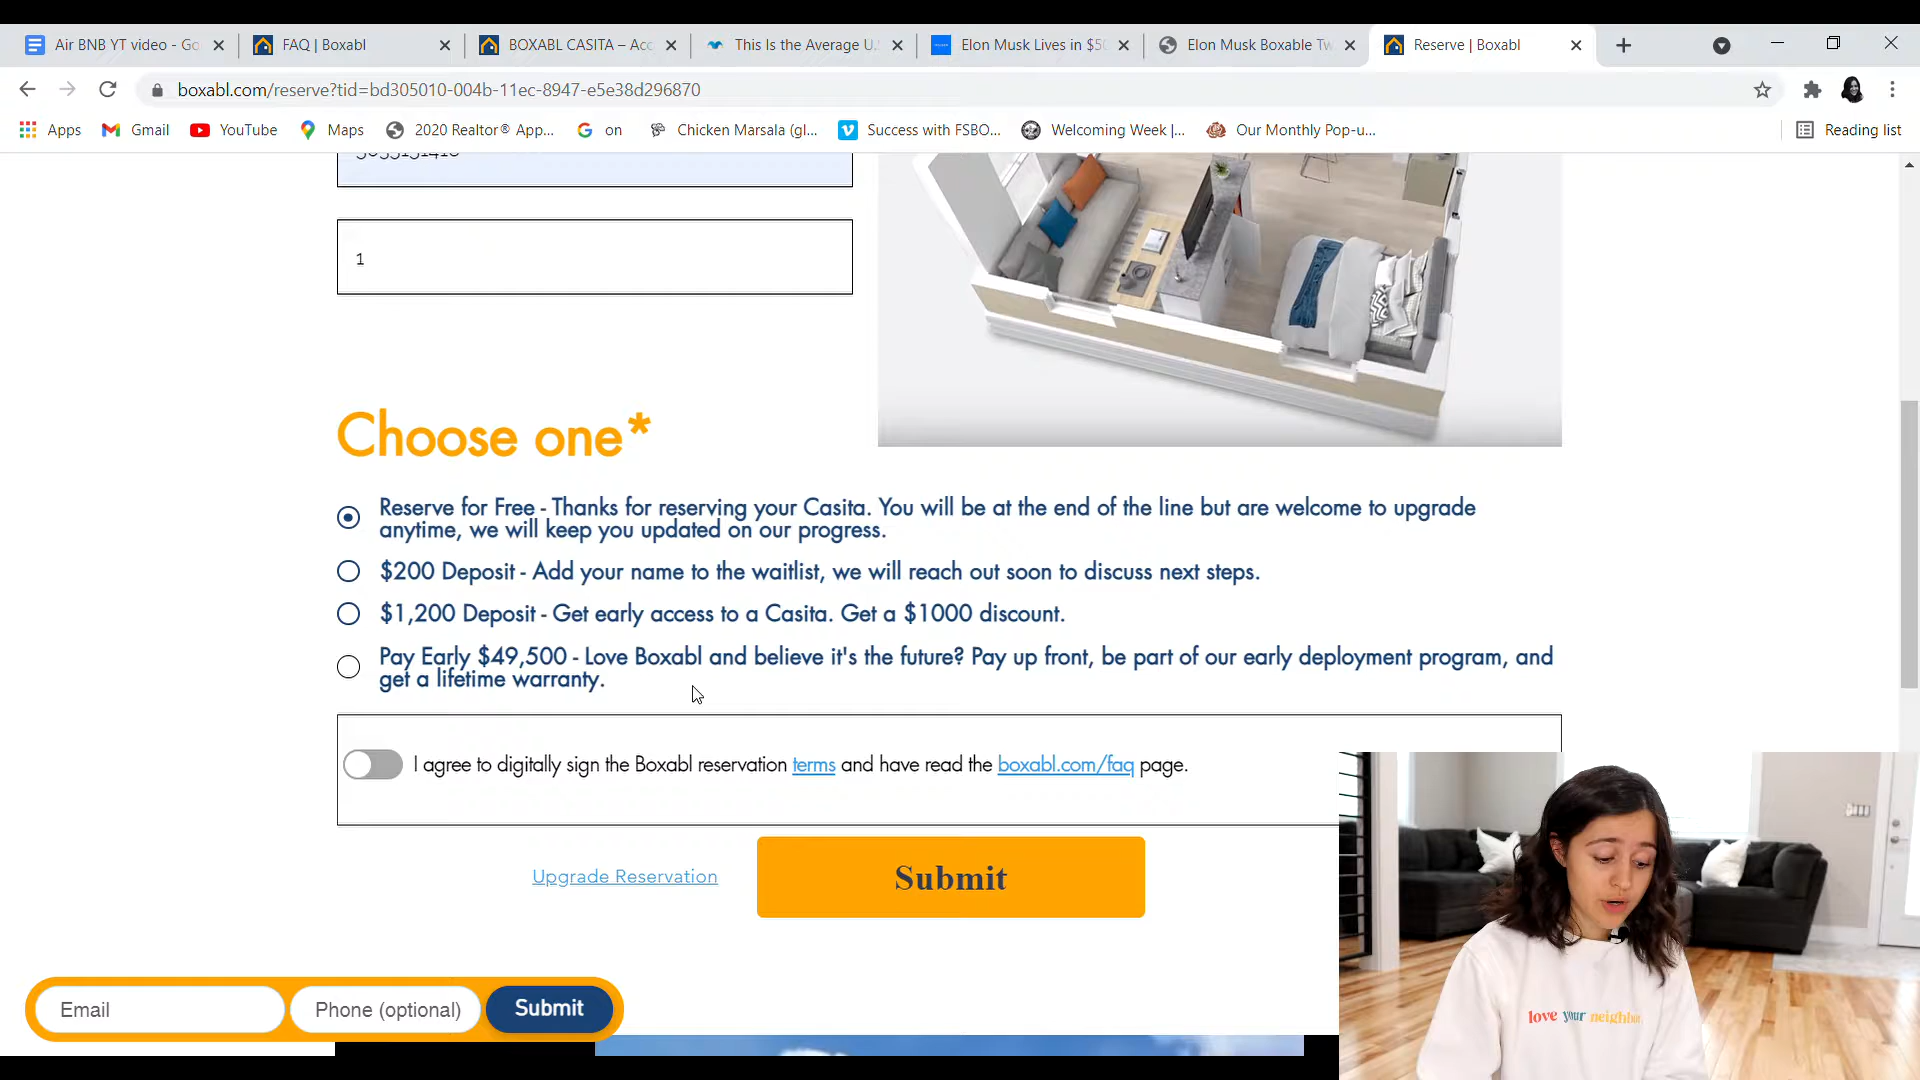 Air BNB YT video - Go
FAQ | Boxabl
BOXABL CASITA – Acc
This Is the Average U.
Elon Musk Lives in $5
Elon Musk Boxable Tw
Reserve | Boxabl
boxabl.com/reserve?tid=bd305010-004b-11ec-8947-e5e38d296870
Apps
Gmail
YouTube
Maps
2020 Realtor® App...
on
Chicken Marsala (gl...
Success with FSBO...
Welcoming Week |...
Our Monthly Pop-u...
Reading list
1
Choose one*
Reserve for Free - Thanks for reserving your Casita. You will be at the end of the line but are welcome to upgrade
anytime, we will keep you updated on our progress.
$200 Deposit - Add your name to the waitlist, we will reach out soon to discuss next steps.
$1,200 Deposit - Get early access to a Casita. Get a $1000 discount.
Pay Early $49,500 - Love Boxabl and believe it's the future? Pay up front, be part of our early deployment program, and
get a lifetime warranty.
I agree to digitally sign the Boxabl reservation terms and have read the boxabl.com/faq page.
Upgrade Reservation
Submit
Email
Phone (optional)
Submit
love your neighbor